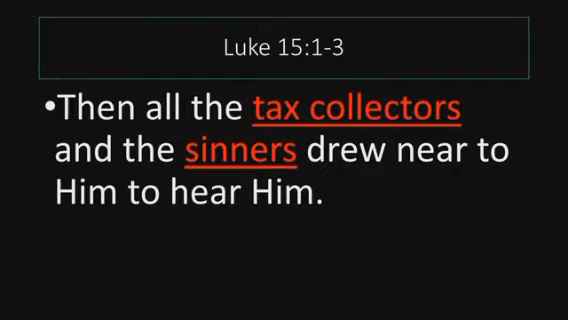 Luke 15:1-3
•Then all the tax collectors
and the sinners drew near to
Him to hear Him.